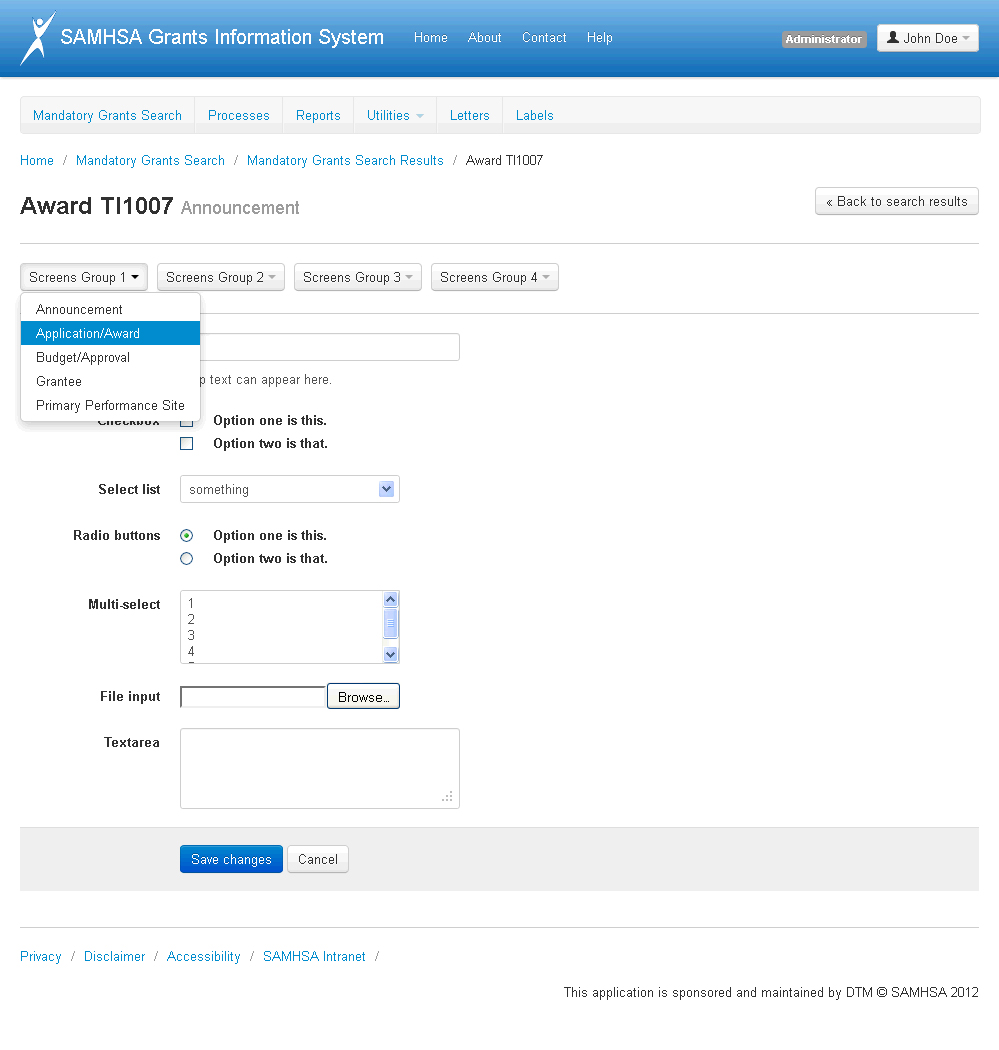 SAMHSA Grants Information System Home About Contact Help Administrator John Doe
Mandatory Grants Search Processes Reports Utilities Letters Labels
Home / Mandatory Grants Search / Mandatory Grants Search Results / Award TI1007
Award TI1007 Announcement
« Back to search results
Screens Group 1 Screens Group 2 Screens Group 3 Screens Group 4
Announcement
Application/Award
Budget/Approval
Grantee
Primary Performance Site
text can appear here.
Checkbox Option one is this.
Option two is that.
Select list something
Radio buttons Option one is this.
Option two is that.
Multi-select 1
2
3
4
File input Browse...
Textarea
Save changes Cancel
Privacy / Disclaimer / Accessibility / SAMHSA Intranet /
This application is sponsored and maintained by DTM © SAMHSA 2012